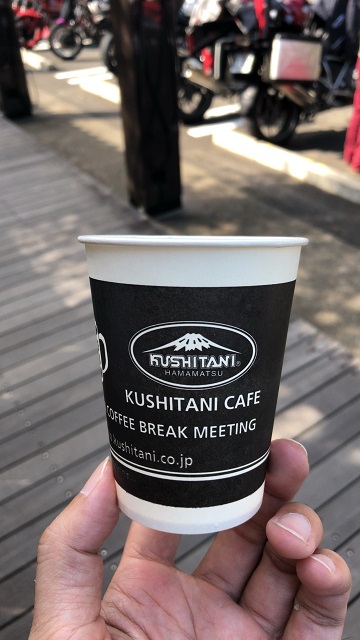 KUSHITANI®
HAMAMATSU
KUSHITANI CAFE
COFFEE BREAK MEETING
kushitani.co.jp